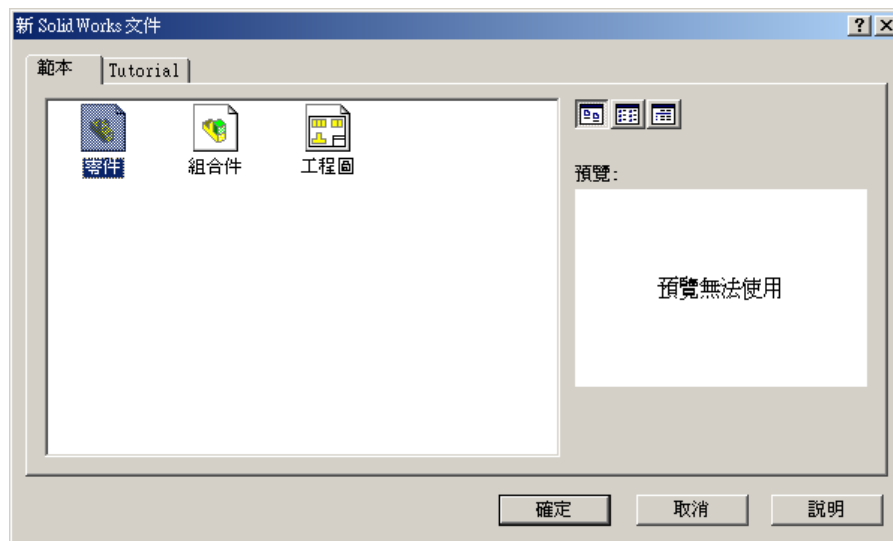 新 SolidWorks 文件
範本 Tutorial
零件 組合件 工程圖
預覽:
預覽無法使用
確定 取消 說明